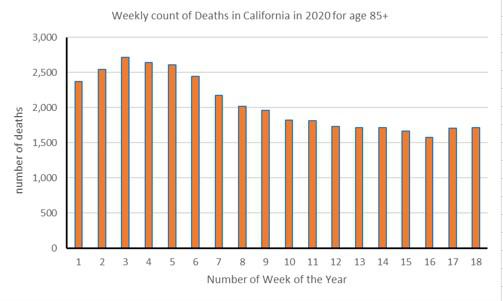 Weekly count of Deaths in California in 2020 for age 85+
3,000
2,500
2,000
1,500
1,000
500
0
number of deaths
1 2 3 4 5 6 7 8 9 10 11 12 13 14 15 16 17 18
Number of Week of the Year